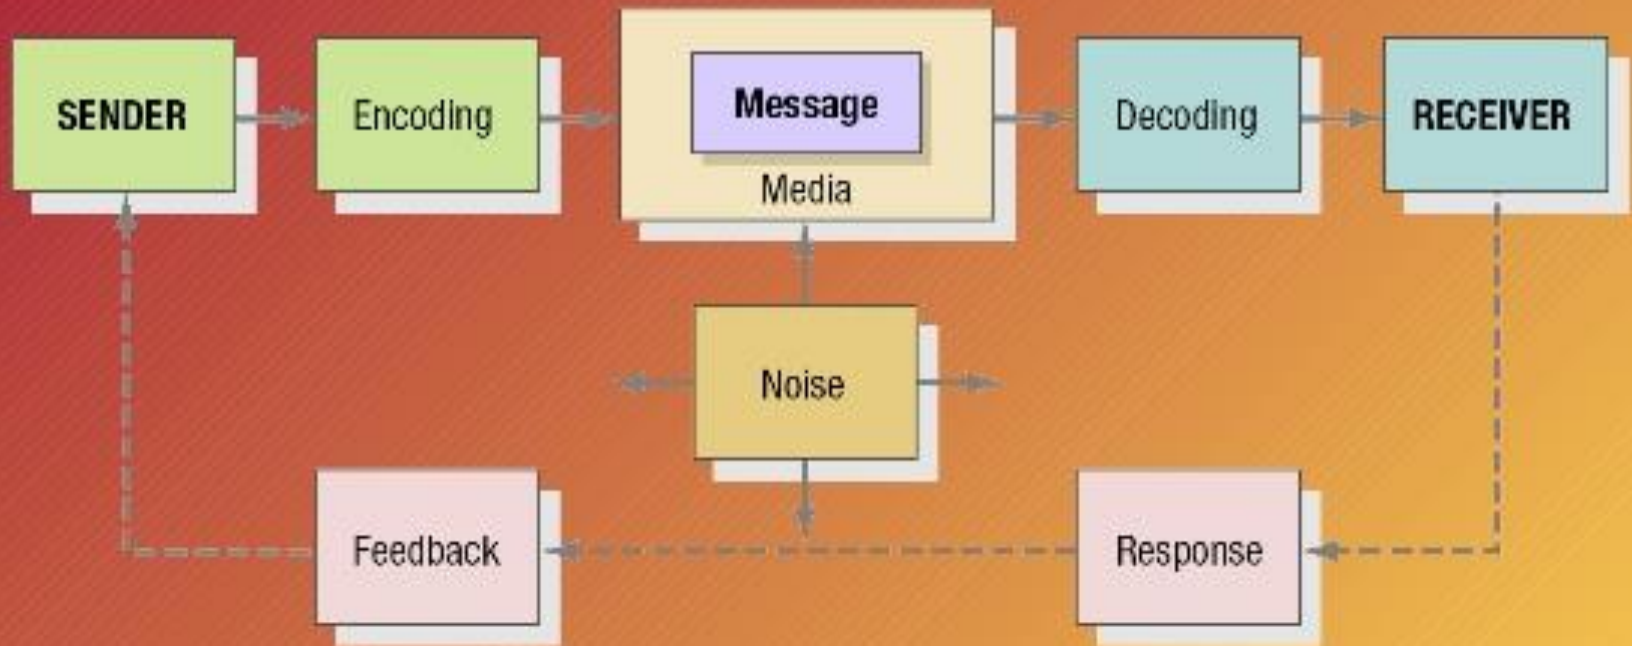 SENDER
Encoding
Message
Media
Decoding
RECEIVER
Noise
Feedback
Response